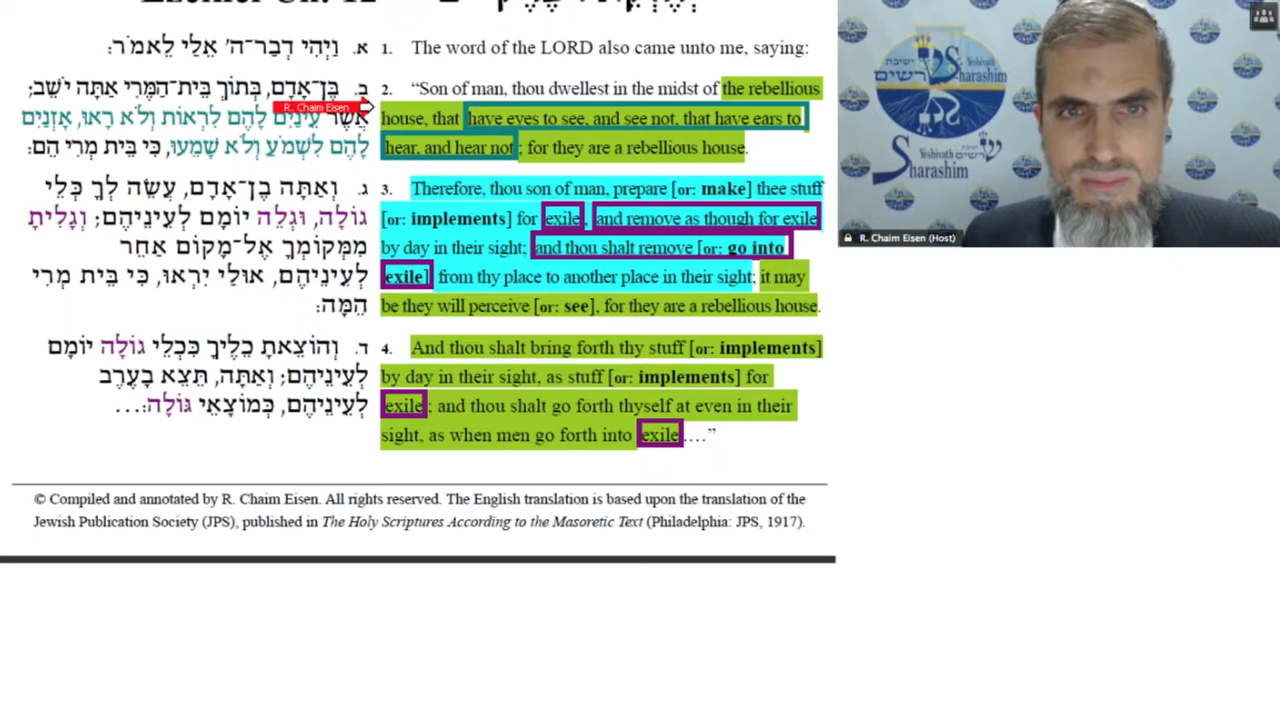 א. וַיְהִי דְבַר־ה' אֵלַי לֵאמֹר:
1. The word of the LORD also came unto me, saying:
ב. בֶּן־אָדָם, בְּתוֹךְ בֵּית־הַמֶּרִי אַתָּה יֹשֵׁב;
אֲשֶׁר עֵינַיִם לָהֶם לִרְאוֹת וְלֹא רָאוּ, אָזְנַיִם
לָהֶם לִשְׁמֹעַ וְלֹא שָׁמֵעוּ, כִּי בֵּית מְרִי הֵם:
2. “Son of man, thou dwellest in the midst of the rebellious
house, that have eyes to see, and see not, that have ears to
hear, and hear not; for they are a rebellious house.
R. Chaim Eisen
ג. וְאַתָּה בֶן־אָדָם, עֲשֵׂה לְךָ כְּלֵי
גוֹלָה, וּגְלֵה יוֹמָם לְעֵינֵיהֶם; וְגָלִיתָ
מִמְּקוֹמְךָ אֶל־מָקוֹם אַחֵר
לְעֵינֵיהֶם, אוּלַי יִרְאוּ, כִּי בֵּית מְרִי
הֵמָּה:
3. Therefore, thou son of man, prepare [or: make] thee stuff
[or: implements] for exile, and remove as though for exile
by day in their sight; and thou shalt remove [or: go into
exile] from thy place to another place in their sight; it may
be they will perceive [or: see], for they are a rebellious house.
ד. וְהוֹצֵאתָ כֵלֶיךָ כִּכְלֵי גוֹלָה יוֹמָם
לְעֵינֵיהֶם; וְאַתָּה, תֵּצֵא בָעֶרֶב
לְעֵינֵיהֶם, כְּמוֹצָאֵי גּוֹלָה:...
4. And thou shalt bring forth thy stuff [or: implements]
by day in their sight, as stuff [or: implements] for
exile; and thou shalt go forth thyself at even in their
sight, as when men go forth into exile....”
© Compiled and annotated by R. Chaim Eisen. All rights reserved. The English translation is based upon the translation of the
Jewish Publication Society (JPS), published in The Holy Scriptures According to the Masoretic Text (Philadelphia: JPS, 1917).
ישיבת
שרשים
Yeshivath
Sharashim
Yeshivath
Sharashim
R. Chaim Eisen (Host)